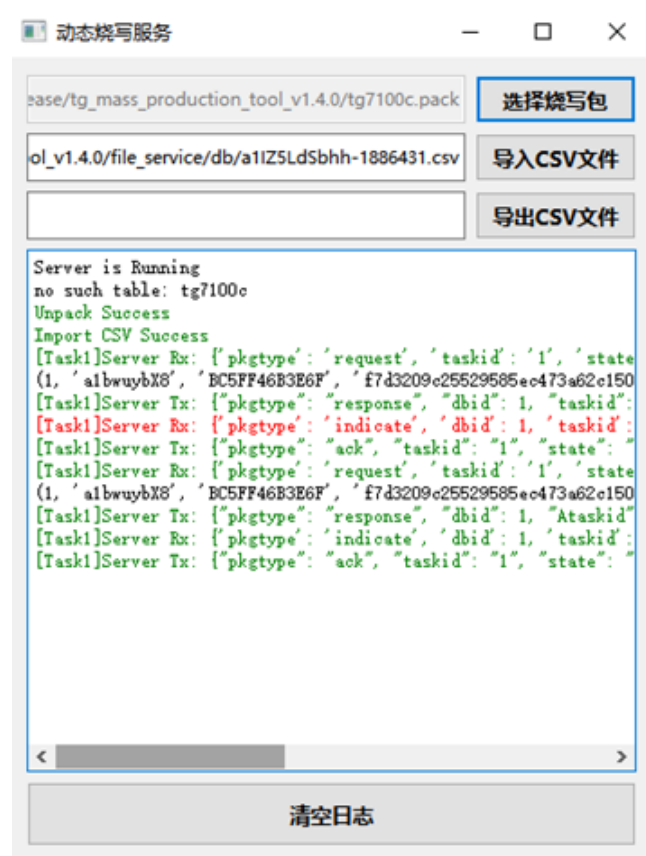 动态烧写服务
ease/tg_mass_production_tool_v1.4.0/tg7100c.pack 选择烧写包
ol_v1.4.0/file_service/db/a1IZ5LdSbhh-1886431.csv 导入CSV文件
导出CSV文件
Server is Running
no such table: tg7100c
Unpack Success
Import CSV Success
[Task1]Server Rx: {'pkgtype': 'request', 'taskid': '1', 'state
(1, 'a1bwuybX8', 'BC5FF46B3E6F', 'f7d3209c25529585ec473a62c150
[Task1]Server Tx: {"pkgtype": "response", "dbid": 1, "taskid":
[Task1]Server Rx: {'pkgtype': 'indicate', 'dbid': 1, 'taskid':
[Task1]Server Tx: {"pkgtype": "ack", "taskid": "1", "state": "
[Task1]Server Rx: {'pkgtype': 'request', 'taskid': '1', 'state
(1, 'a1bwuybX8', 'BC5FF46B3E6F', 'f7d3209c25529585ec473a62c150
[Task1]Server Tx: {"pkgtype": "response", "dbid": 1, "Ataskid"
[Task1]Server Rx: {'pkgtype': 'indicate', 'dbid': 1, 'taskid':
[Task1]Server Tx: {"pkgtype": "ack", "taskid": "1", "state": "
清空日志